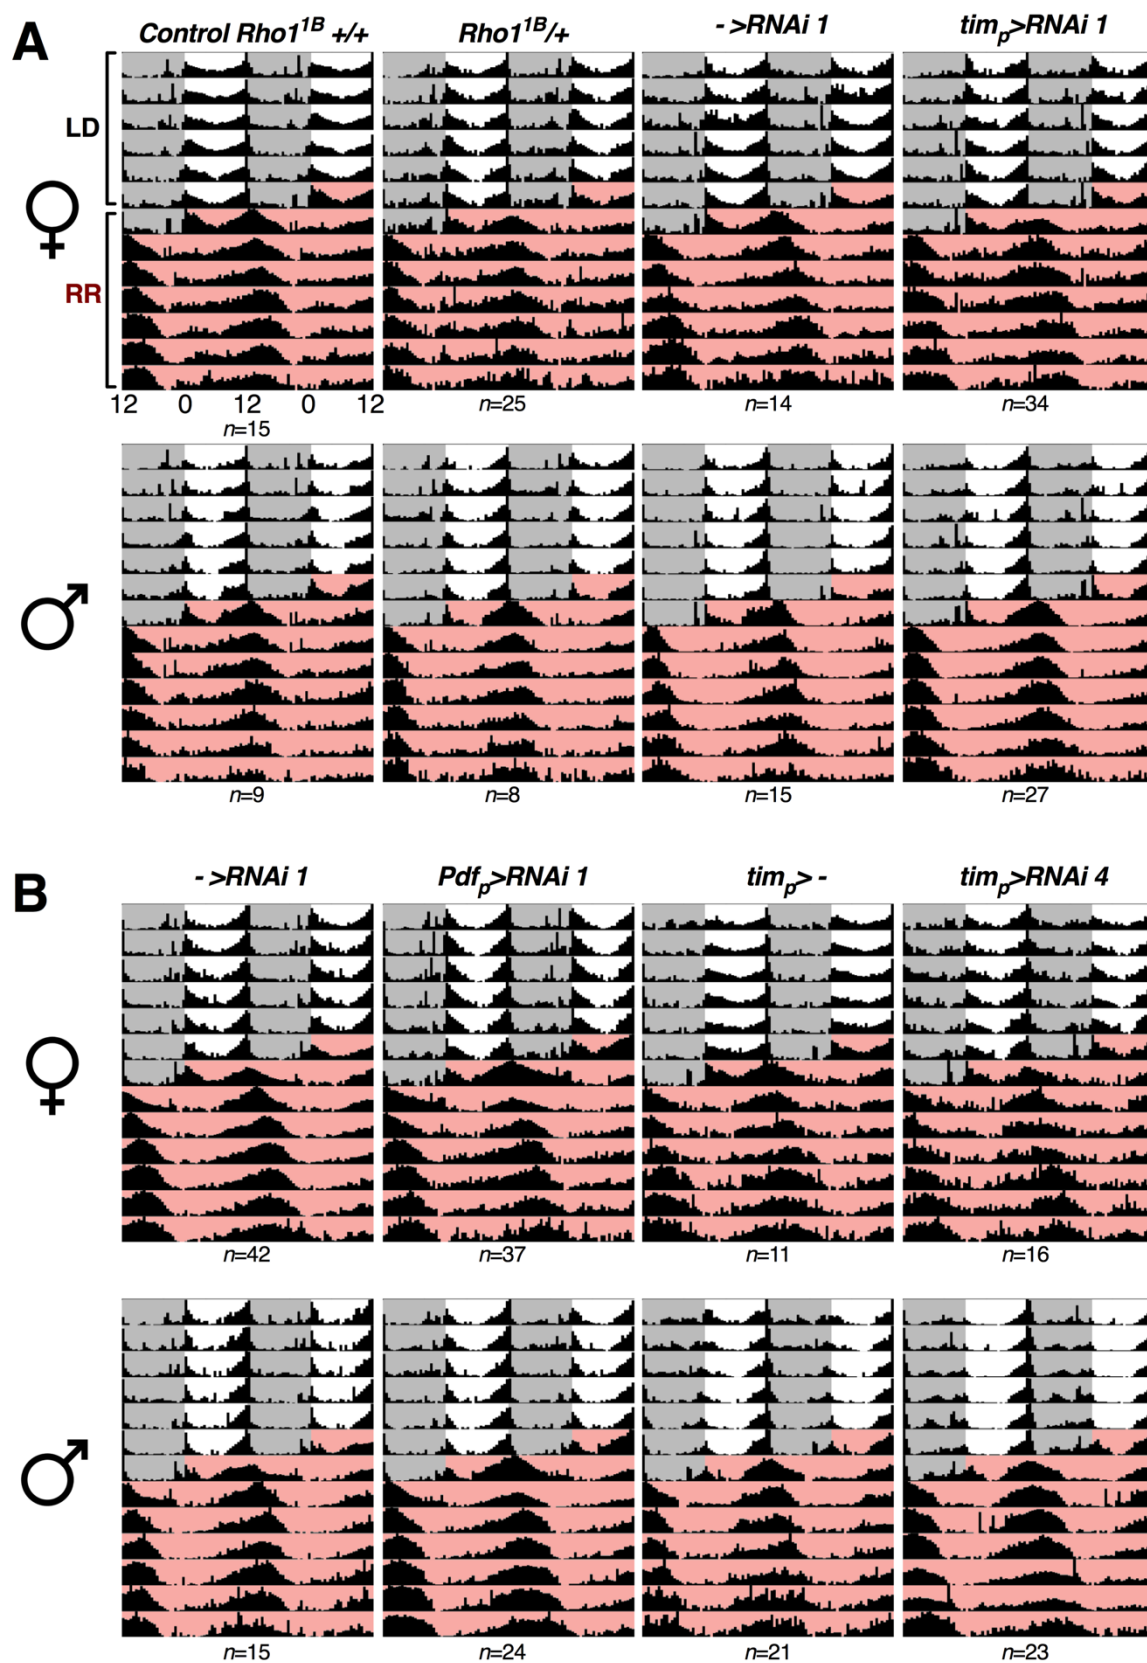 A
Control Rho1^1B +/+
Rho1^1B/+
- >RNAi 1
tim_p>RNAi 1
LD
♀
RR
12 0 12 0 12
n=15
n=25
n=14
n=34
♂
n=9
n=8
n=15
n=27
B
- >RNAi 1
Pdf_p>RNAi 1
tim_p> -
tim_p>RNAi 4
♀
n=42
n=37
n=11
n=16
♂
n=15
n=24
n=21
n=23